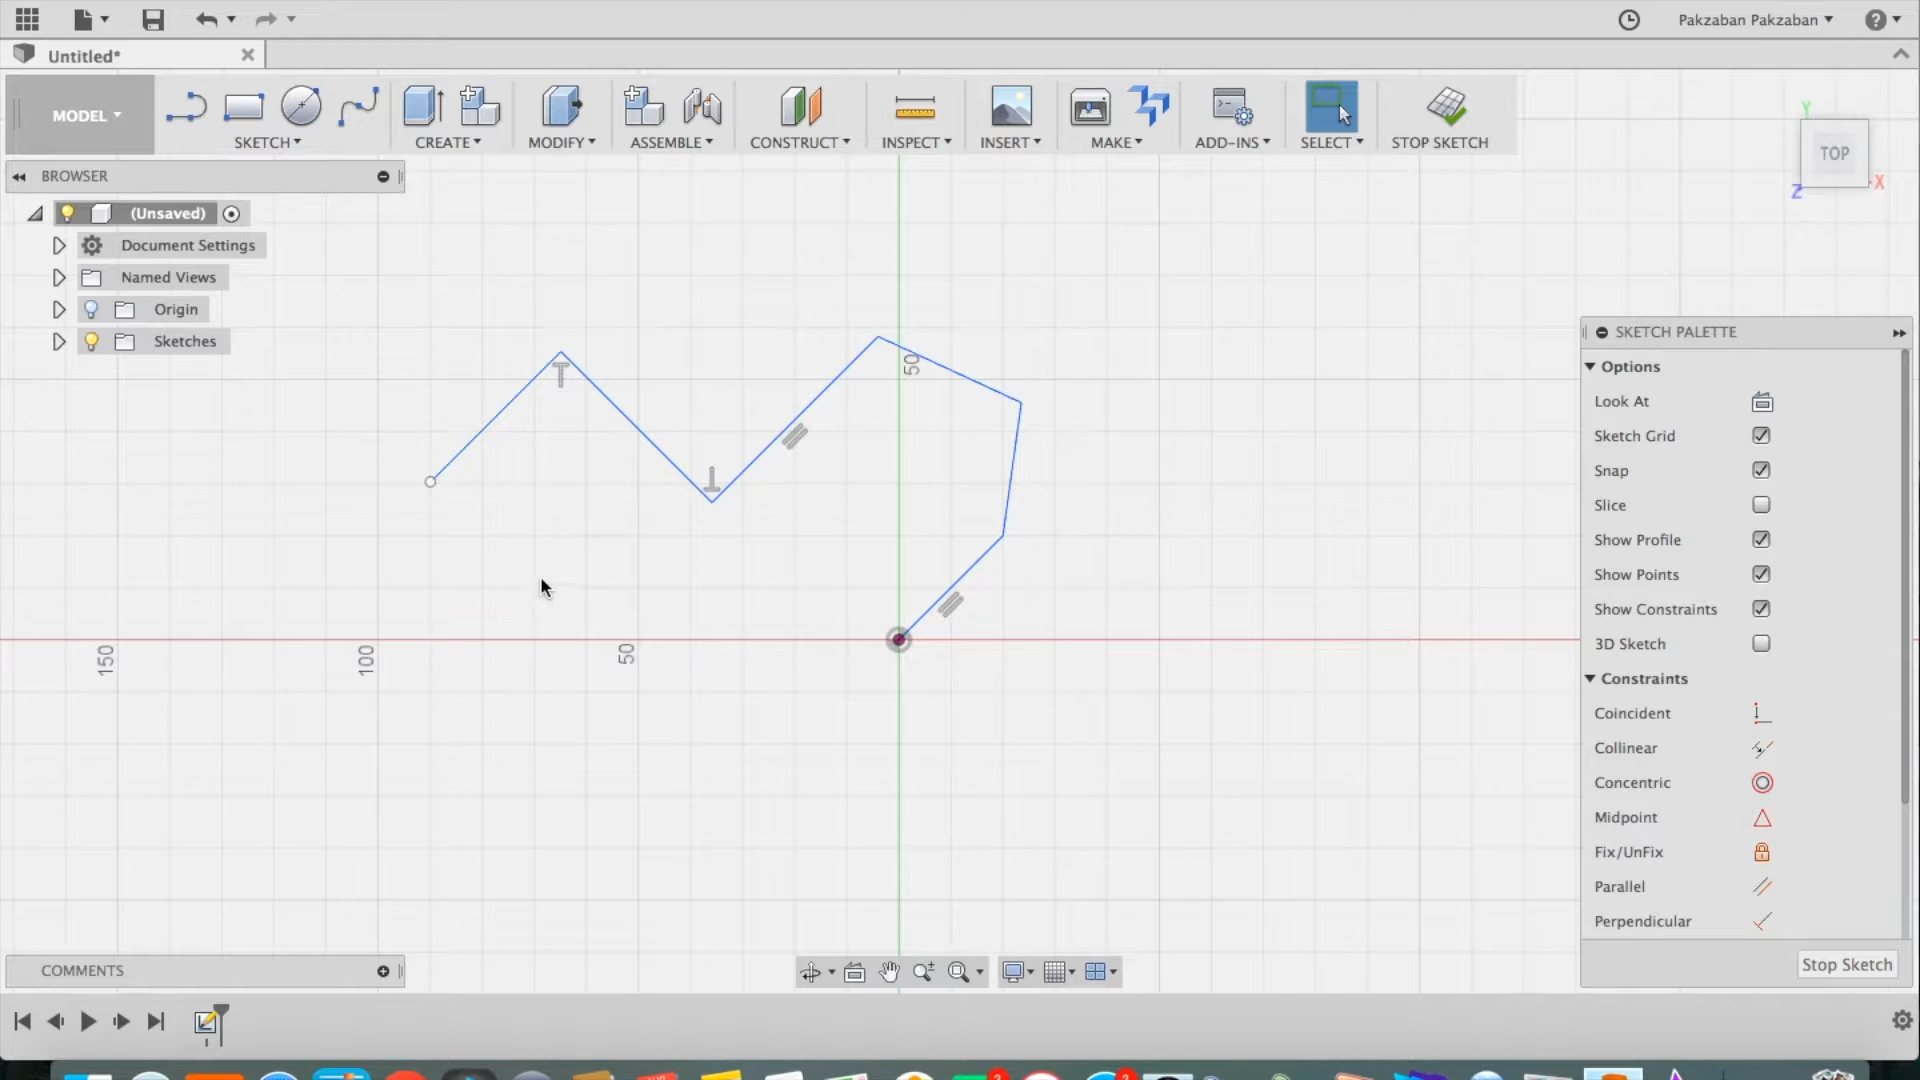 Pakzaban Pakzaban
Untitled*
MODEL
SKETCH
CREATE
MODIFY
ASSEMBLE
CONSTRUCT
INSPECT
INSERT
MAKE
ADD-INS
SELECT
STOP SKETCH
Y
TOP
X
Z
BROWSER
(Unsaved)
Document Settings
Named Views
Origin
Sketches
50
150
100
50
SKETCH PALETTE
Options
Look At
Sketch Grid
Snap
Slice
Show Profile
Show Points
Show Constraints
3D Sketch
Constraints
Coincident
Collinear
Concentric
Midpoint
Fix/UnFix
Parallel
Perpendicular
Stop Sketch
COMMENTS